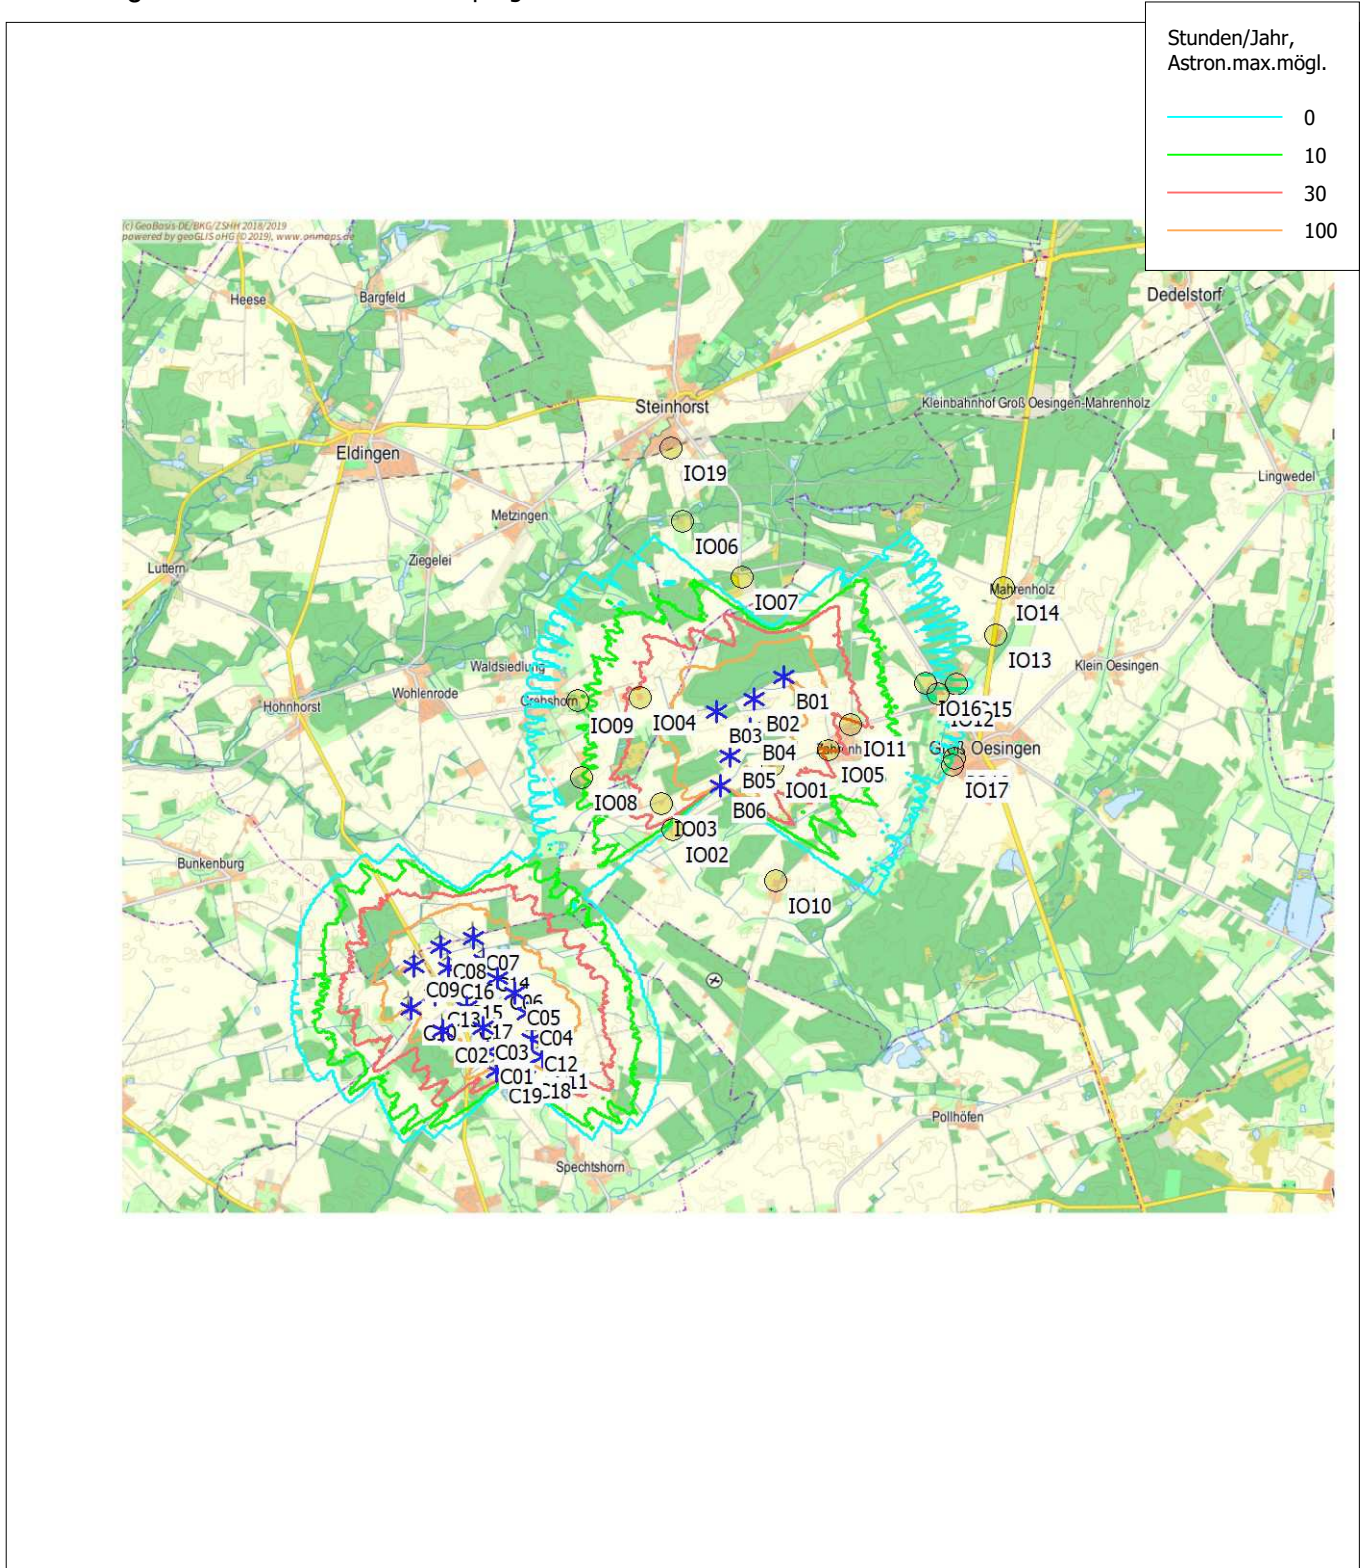 Stunden/Jahr,
Astron.max.mögl.
0
10
30
100
(c) GeoBasis-DE/BKG/ZSHH 2018/2019
powered by geoGLIS oHG (© 2019), www.onmaps.de
Heese
Bargfeld
Dedelstorf
Steinhorst
Kleinbahnhof Groß Oesingen-Mahrenholz
Eldingen
IO19
Lingwedel
Metzingen
IO06
Ziegelei
Luttern
IO07
Mahrenholz
IO14
IO13
Waldsiedlung
Klein Oesingen
Wohlenrode
B01
Hohnhorst
IO09
IO04
B02
IO16
IO12
B03
B04
IO11
Groß Oesingen
IO05
B05
IO01
IO17
IO08
B06
IO03
IO02
Bunkenburg
IO10
C07
C08
C09
C16
C05
C13
C04
C17
C02
C03
C12
C01
C11
C19
C18
Pollhöfen
Spechtshorn